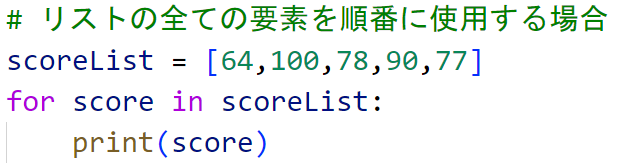 # リストの全ての要素を順番に使用する場合
scoreList = [64,100,78,90,77]
for score in scoreList:
    print(score)